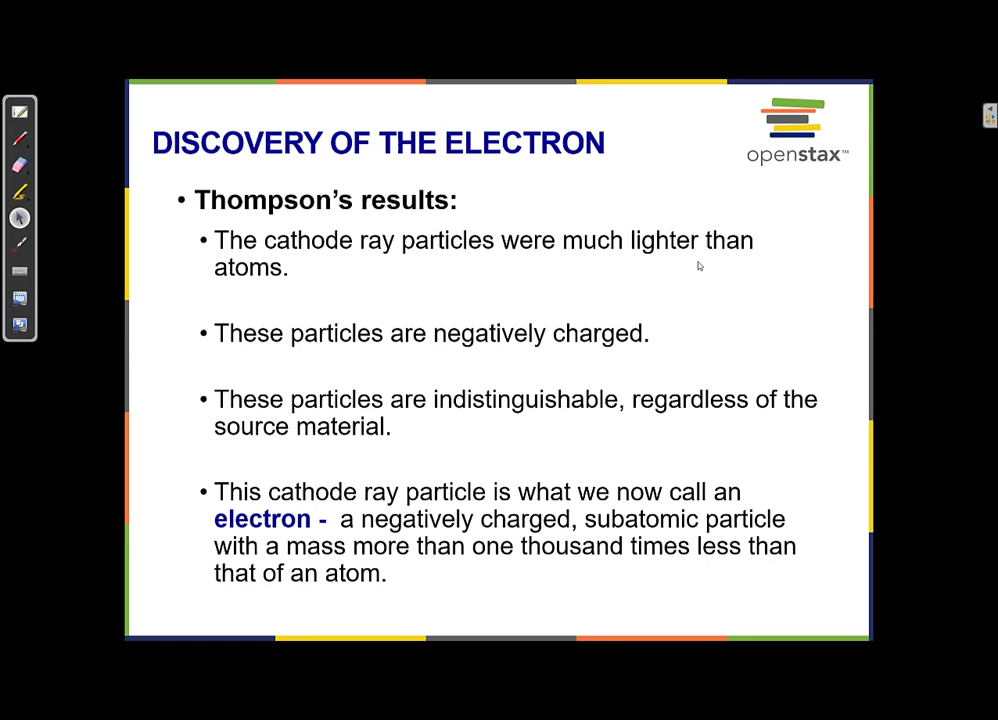 DISCOVERY OF THE ELECTRON
openstax™
• Thompson's results:
• The cathode ray particles were much lighter than
atoms.
• These particles are negatively charged.
• These particles are indistinguishable, regardless of the
source material.
• This cathode ray particle is what we now call an
electron - a negatively charged, subatomic particle
with a mass more than one thousand times less than
that of an atom.